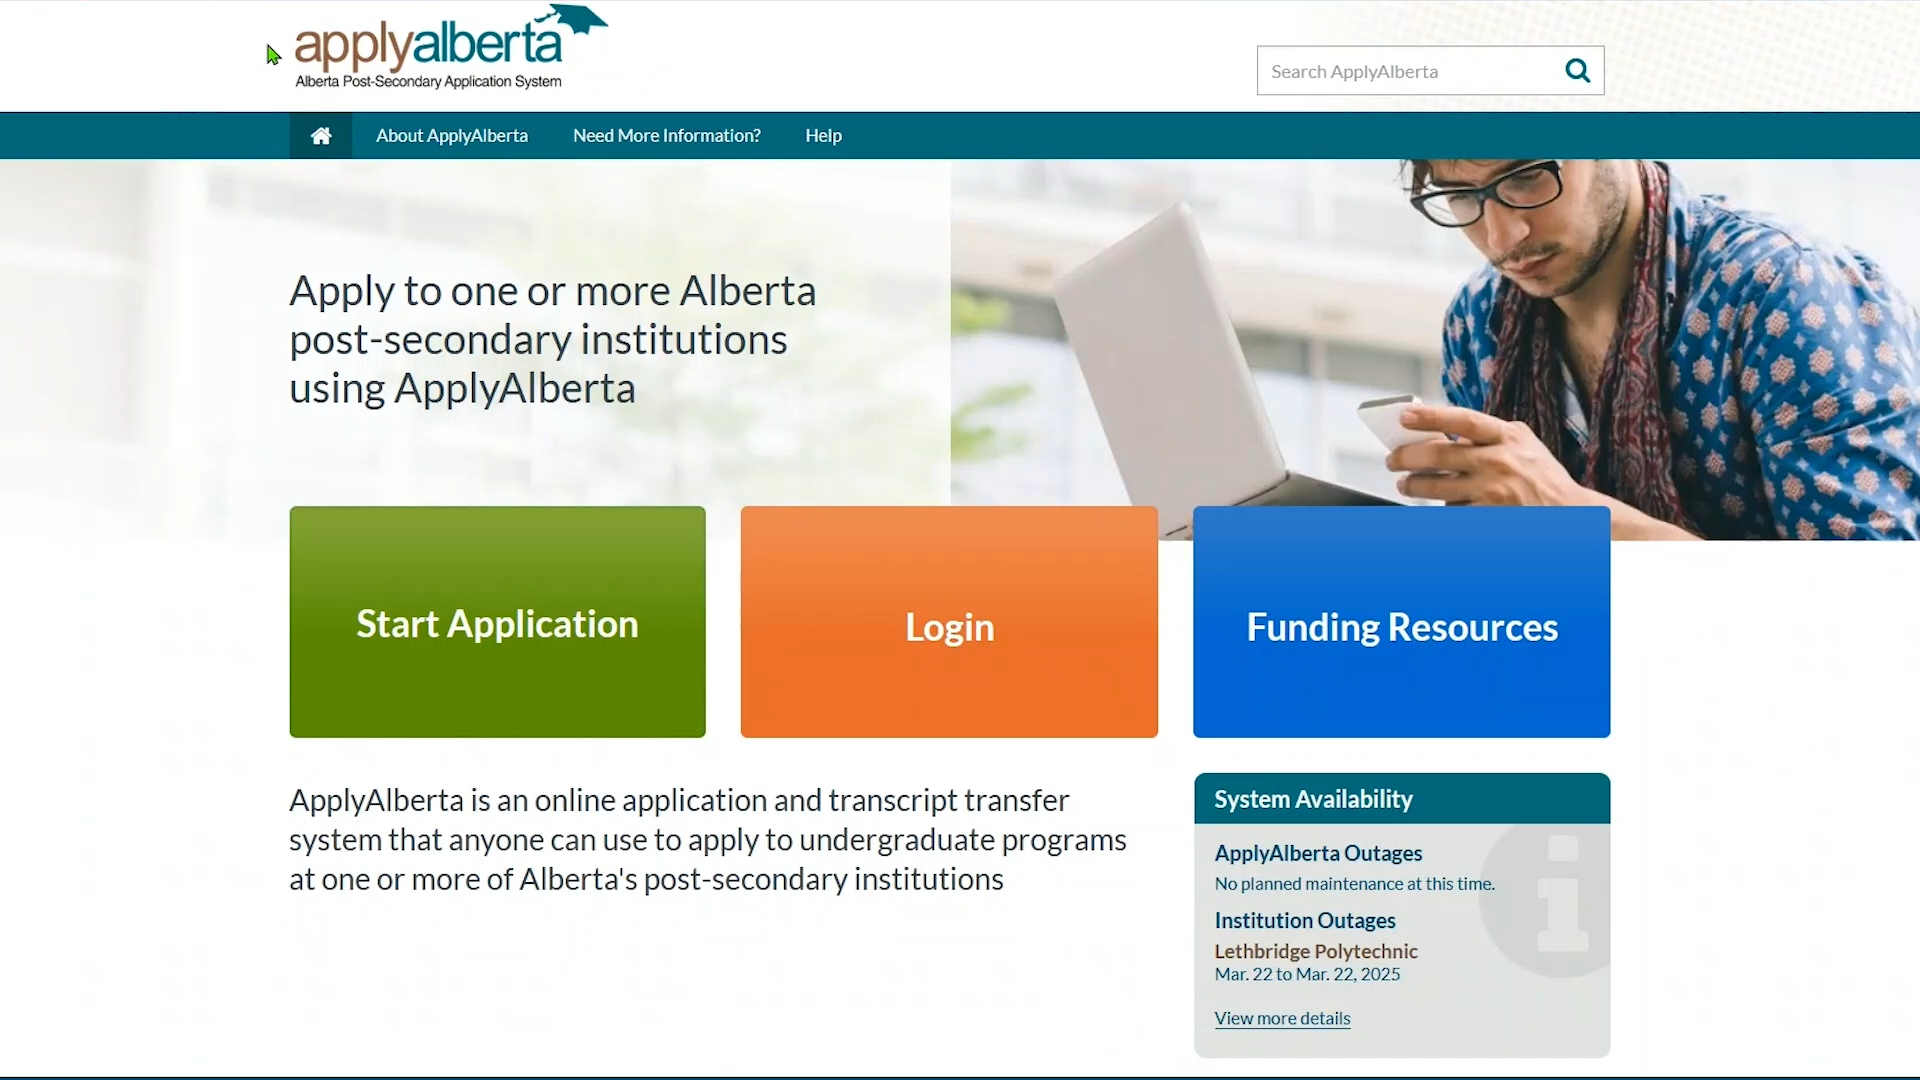 applyalberta
Alberta Post-Secondary Application System
Search ApplyAlberta
About ApplyAlberta
Need More Information?
Help
Apply to one or more Alberta
post-secondary institutions
using ApplyAlberta
Start Application
Login
Funding Resources
ApplyAlberta is an online application and transcript transfer
system that anyone can use to apply to undergraduate programs
at one or more of Alberta's post-secondary institutions
System Availability
ApplyAlberta Outages
No planned maintenance at this time.
Institution Outages
Lethbridge Polytechnic
Mar. 22 to Mar. 22, 2025
View more details